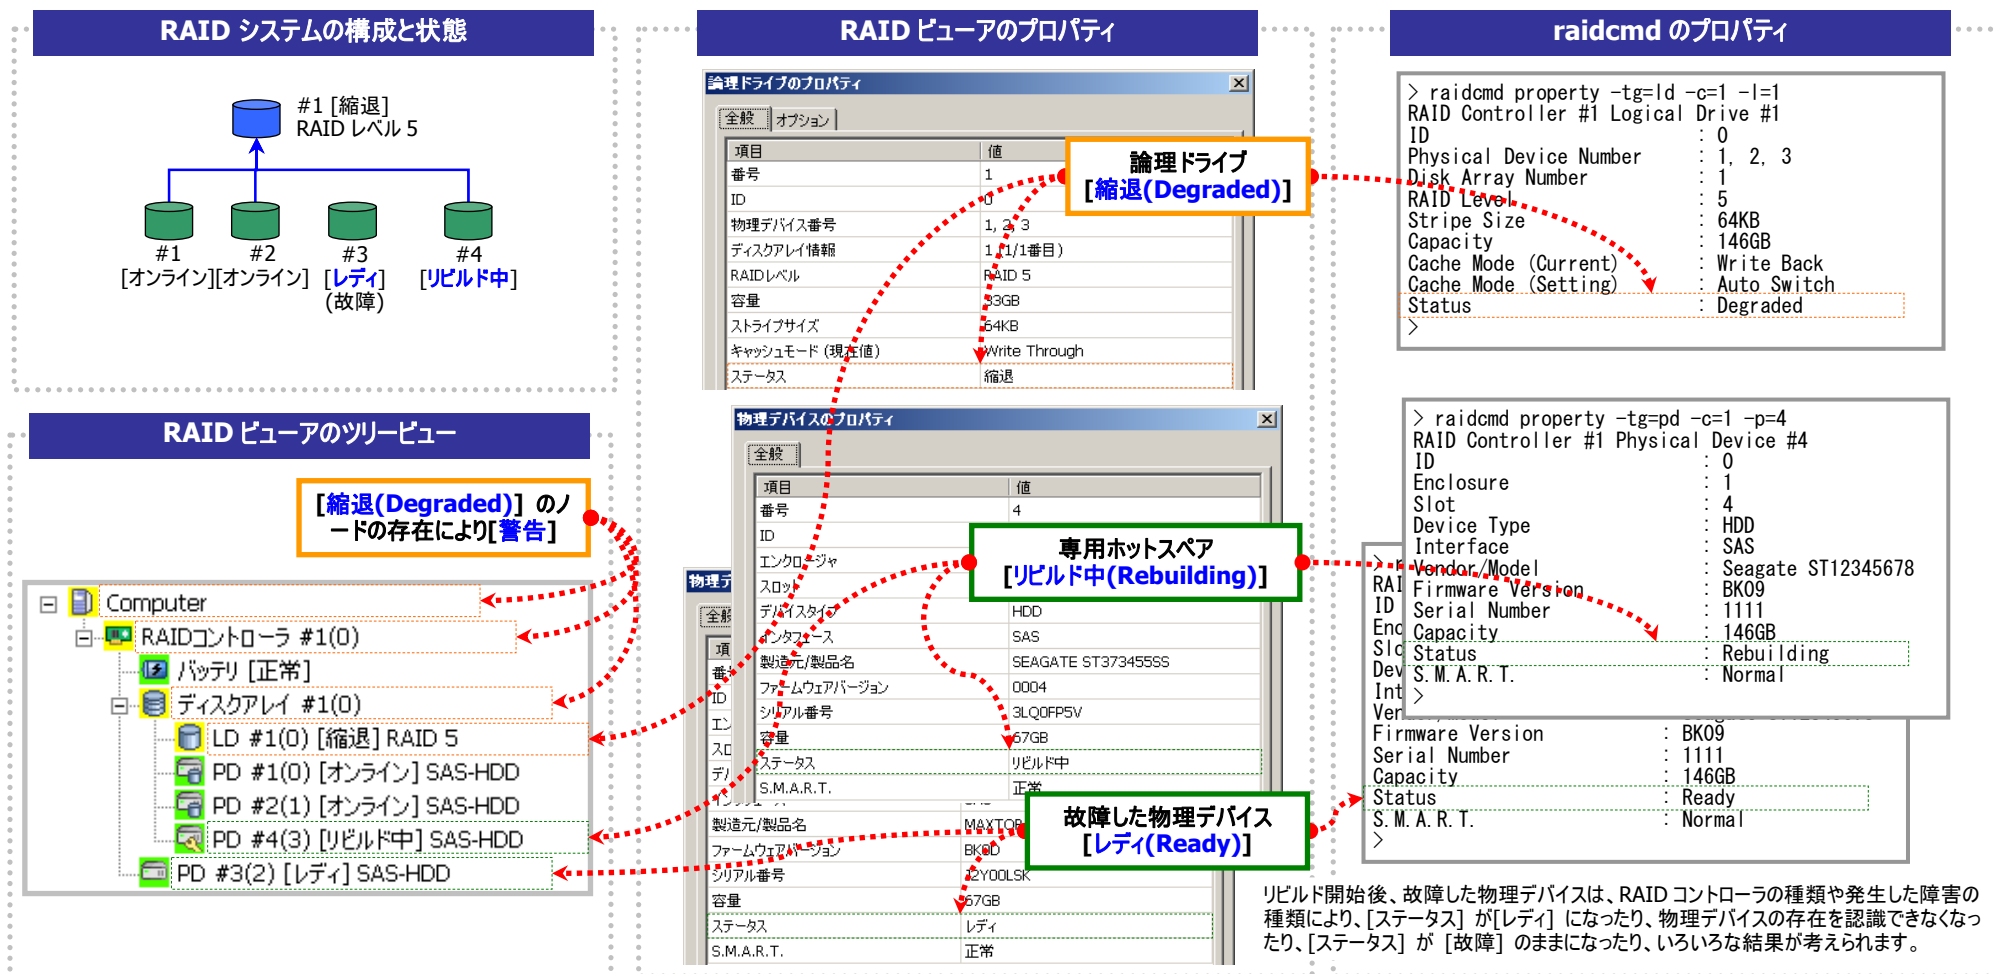 RAID システムの構成と状態
#1 [縮退]
RAID レベル 5
#1
[オンライン]
#2
[オンライン]
#3
[レディ]
(故障)
#4
[リビルド中]
RAID ビューアのツリービュー
[縮退(Degraded)] のノ
ードの存在により[警告]
Computer
RAIDコントローラ #1(0)
バッテリ [正常]
ディスクアレイ #1(0)
LD #1(0) [縮退] RAID 5
PD #1(0) [オンライン] SAS-HDD
PD #2(1) [オンライン] SAS-HDD
PD #4(3) [リビルド中] SAS-HDD
PD #3(2) [レディ] SAS-HDD
RAID ビューアのプロパティ
論理ドライブのプロパティ
全般 オプション
項目 値
番号 1
ID 0
物理デバイス番号 1, 2, 3
ディスクアレイ情報 1 (1/1番目)
RAIDレベル RAID 5
容量 33GB
ストライプサイズ 64KB
キャッシュモード (現在値) Write Through
ステータス 縮退
論理ドライブ
[縮退(Degraded)]
物理デバイスのプロパティ
全般
項目 値
番号 4
ID
エンクロージャ
スロット
デバイスタイプ HDD
インタフェース SAS
製造元/製品名 SEAGATE ST373455SS
ファームウェアバージョン 0004
シリアル番号 3LQ0FP5V
容量 67GB
ステータス リビルド中
S.M.A.R.T. 正常
専用ホットスペア
[リビルド中(Rebuilding)]
物理デ
全般
項
番
ID
エン
スロ
デバ
製造元/製品名 MAXTOR
ファームウェアバージョン BK0D
シリアル番号 J2Y00LSK
容量 67GB
ステータス レディ
S.M.A.R.T. 正常
故障した物理デバイス
[レディ(Ready)]
raidcmd のプロパティ
> raidcmd property -tg=ld -c=1 -l=1
RAID Controller #1 Logical Drive #1
ID : 0
Physical Device Number : 1, 2, 3
Disk Array Number : 1
RAID Level : 5
Stripe Size : 64KB
Capacity : 146GB
Cache Mode (Current) : Write Back
Cache Mode (Setting) : Auto Switch
Status : Degraded
>
> raidcmd property -tg=pd -c=1 -p=4
RAID Controller #1 Physical Device #4
ID : 0
Enclosure : 1
Slot : 4
Device Type : HDD
Interface : SAS
Vendor/Model : Seagate ST12345678
Firmware Version : BK09
Serial Number : 1111
Capacity : 146GB
Status : Rebuilding
S.M.A.R.T. : Normal
>
> r
RAI
ID
Enc
Slo
Dev
Int
Ven
Firmware Version : BK09
Serial Number : 1111
Capacity : 146GB
Status : Ready
S.M.A.R.T. : Normal
>
リビルド開始後、故障した物理デバイスは、RAID コントローラの種類や発生した障害の
種類により、[ステータス] が[レディ] になったり、物理デバイスの存在を認識できなくなっ
たり、[ステータス] が [故障] のままになったり、いろいろな結果が考えられます。